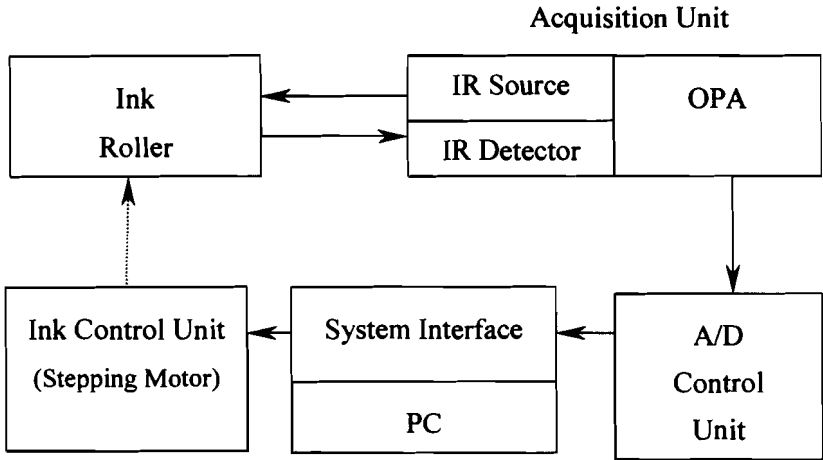 Acquisition Unit
Ink
Roller
IR Source
IR Detector
OPA
Ink Control Unit
(Stepping Motor)
System Interface
PC
A/D
Control
Unit